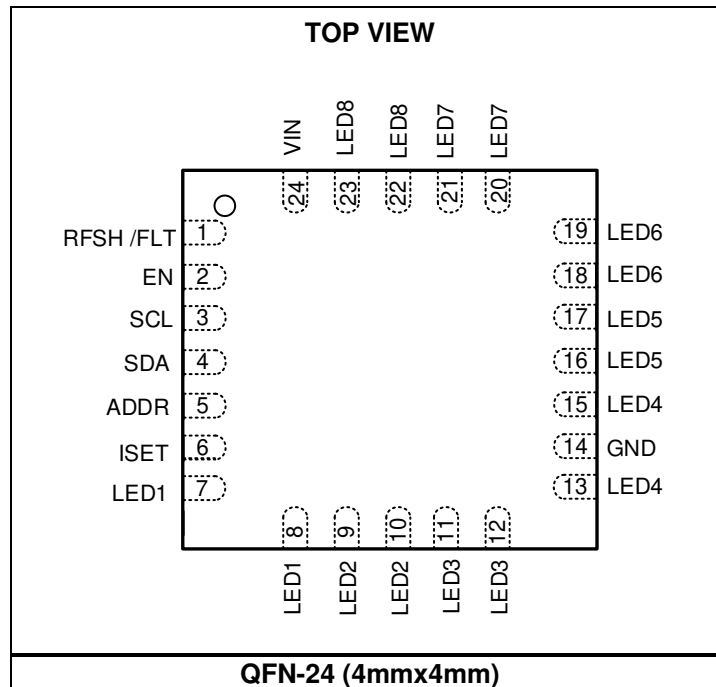 TOP VIEW
VIN
LED8
LED8
LED7
LED7
24
23
22
21
20
RFSH /FLT 1
EN 2
SCL 3
SDA 4
ADDR 5
ISET 6
LED1 7
19 LED6
18 LED6
17 LED5
16 LED5
15 LED4
14 GND
13 LED4
8
9
10
11
12
LED1
LED2
LED2
LED3
LED3
QFN-24 (4mmx4mm)